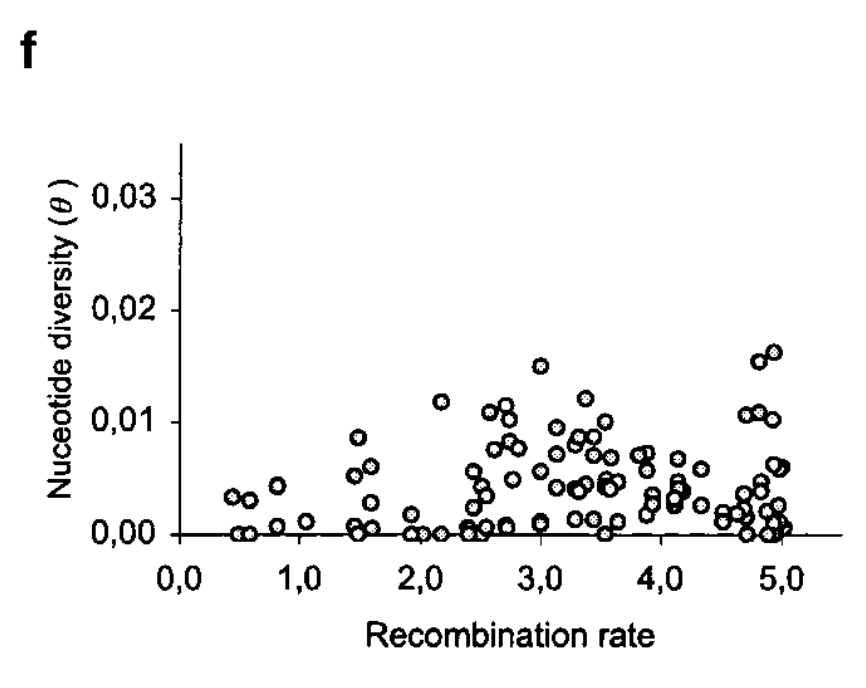 f
Nuceotide diversity (θ)
0,03
0,02
0,01
0,00
0,0 1,0 2,0 3,0 4,0 5,0
Recombination rate